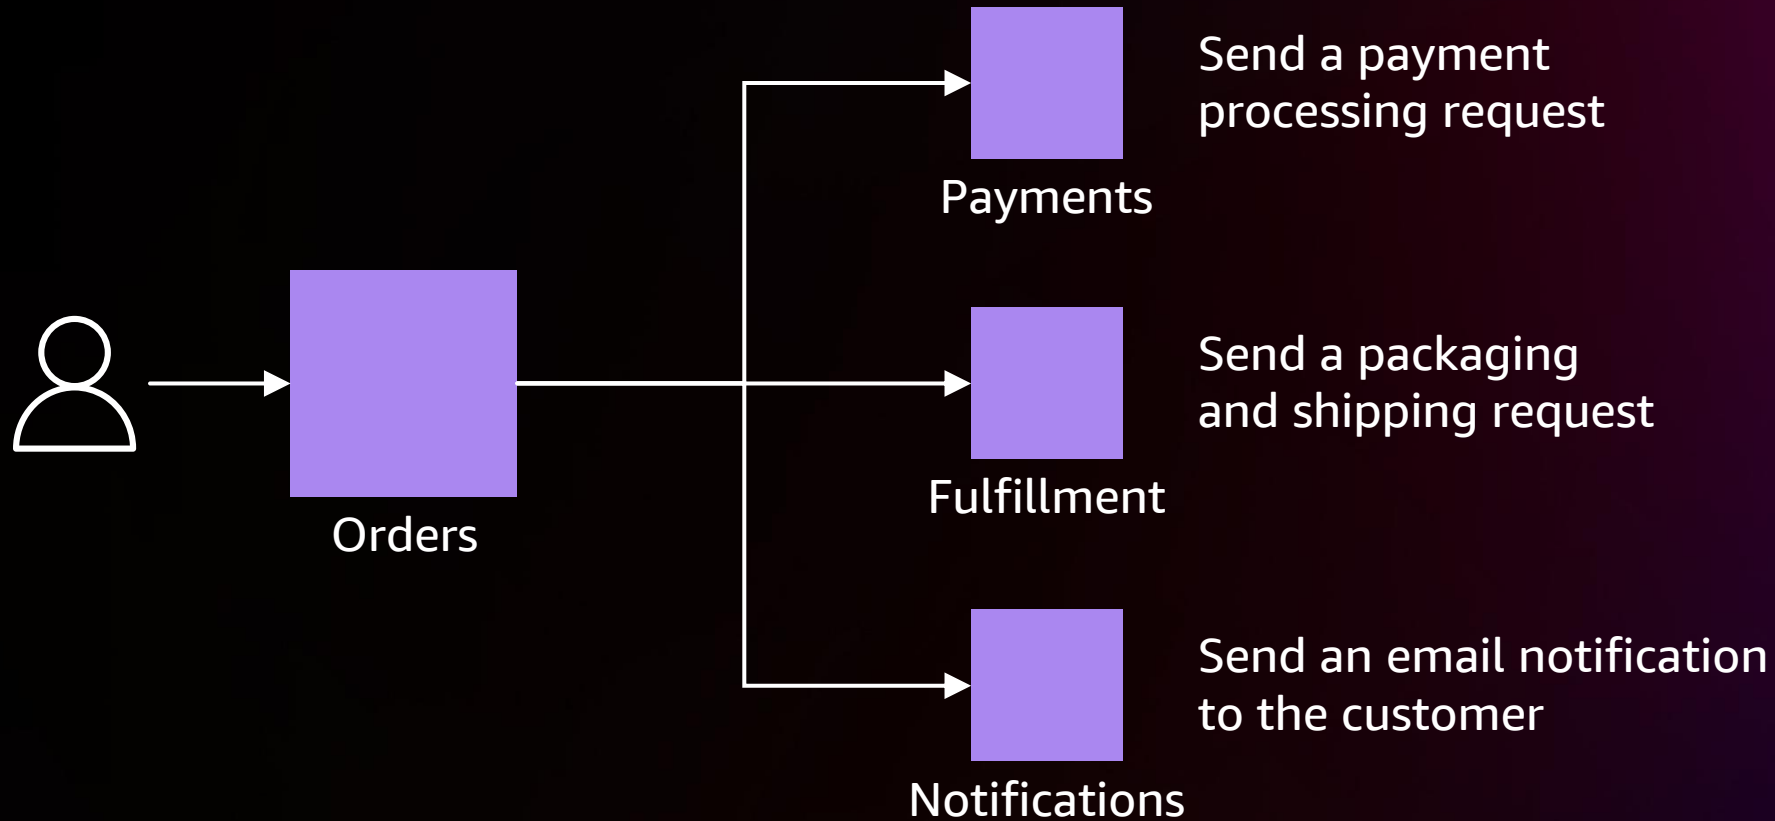 Send a payment
processing request
Payments
Orders
Send a packaging
and shipping request
Fulfillment
Send an email notification
to the customer
Notifications